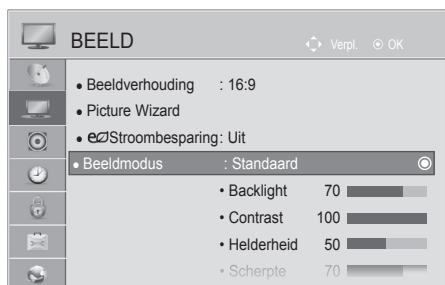 BEELD Verpl. OK
• Beeldverhouding : 16:9
• Picture Wizard
• Stroombesparing: Uit
• Beeldmodus : Standaard
• Backlight 70
• Contrast 100
• Helderheid 50
• Scherpte 70